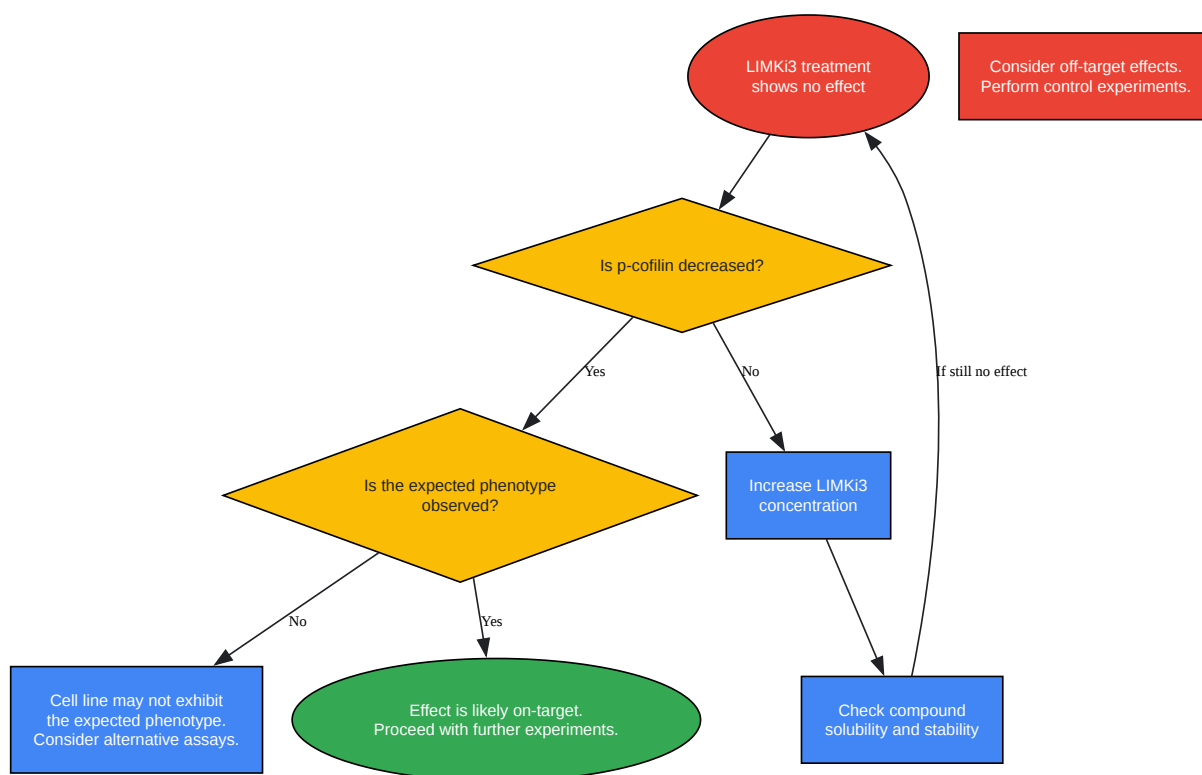 LIMKi3 treatment
shows no effect
Consider off-target effects.
Perform control experiments.
Is p-cofilin decreased?
Yes
No
If still no effect
Is the expected phenotype
observed?
Increase LIMKi3
concentration
No
Yes
Cell line may not exhibit
the expected phenotype.
Consider alternative assays.
Effect is likely on-target.
Proceed with further experiments.
Check compound
solubility and stability